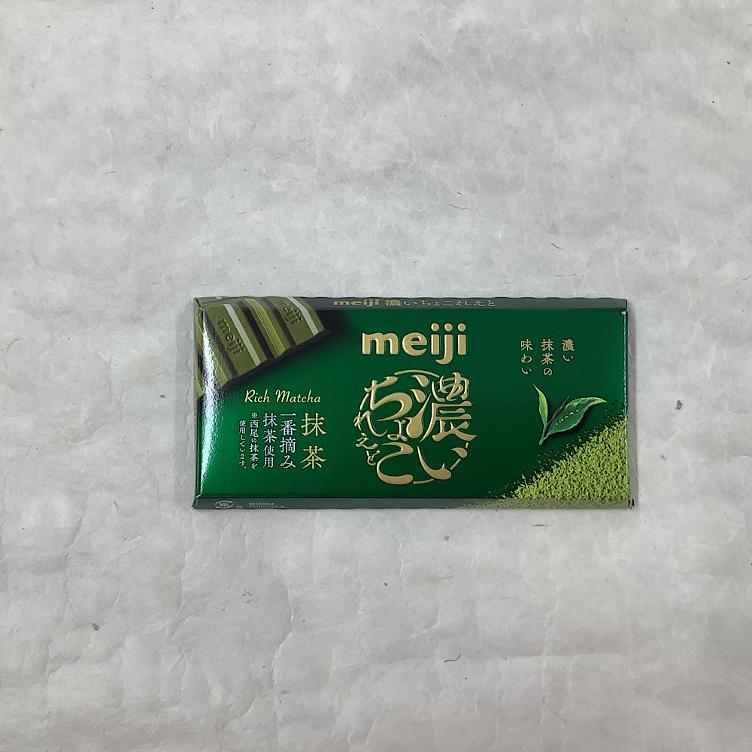 meiji 濃いちょこれえと
meiji
meiji
meiji
濃い
ちょこ
れえと
Rich Matcha
抹茶
一番摘み
抹茶使用
※西尾の抹茶を
使用しています。
濃い
抹茶の
味わい